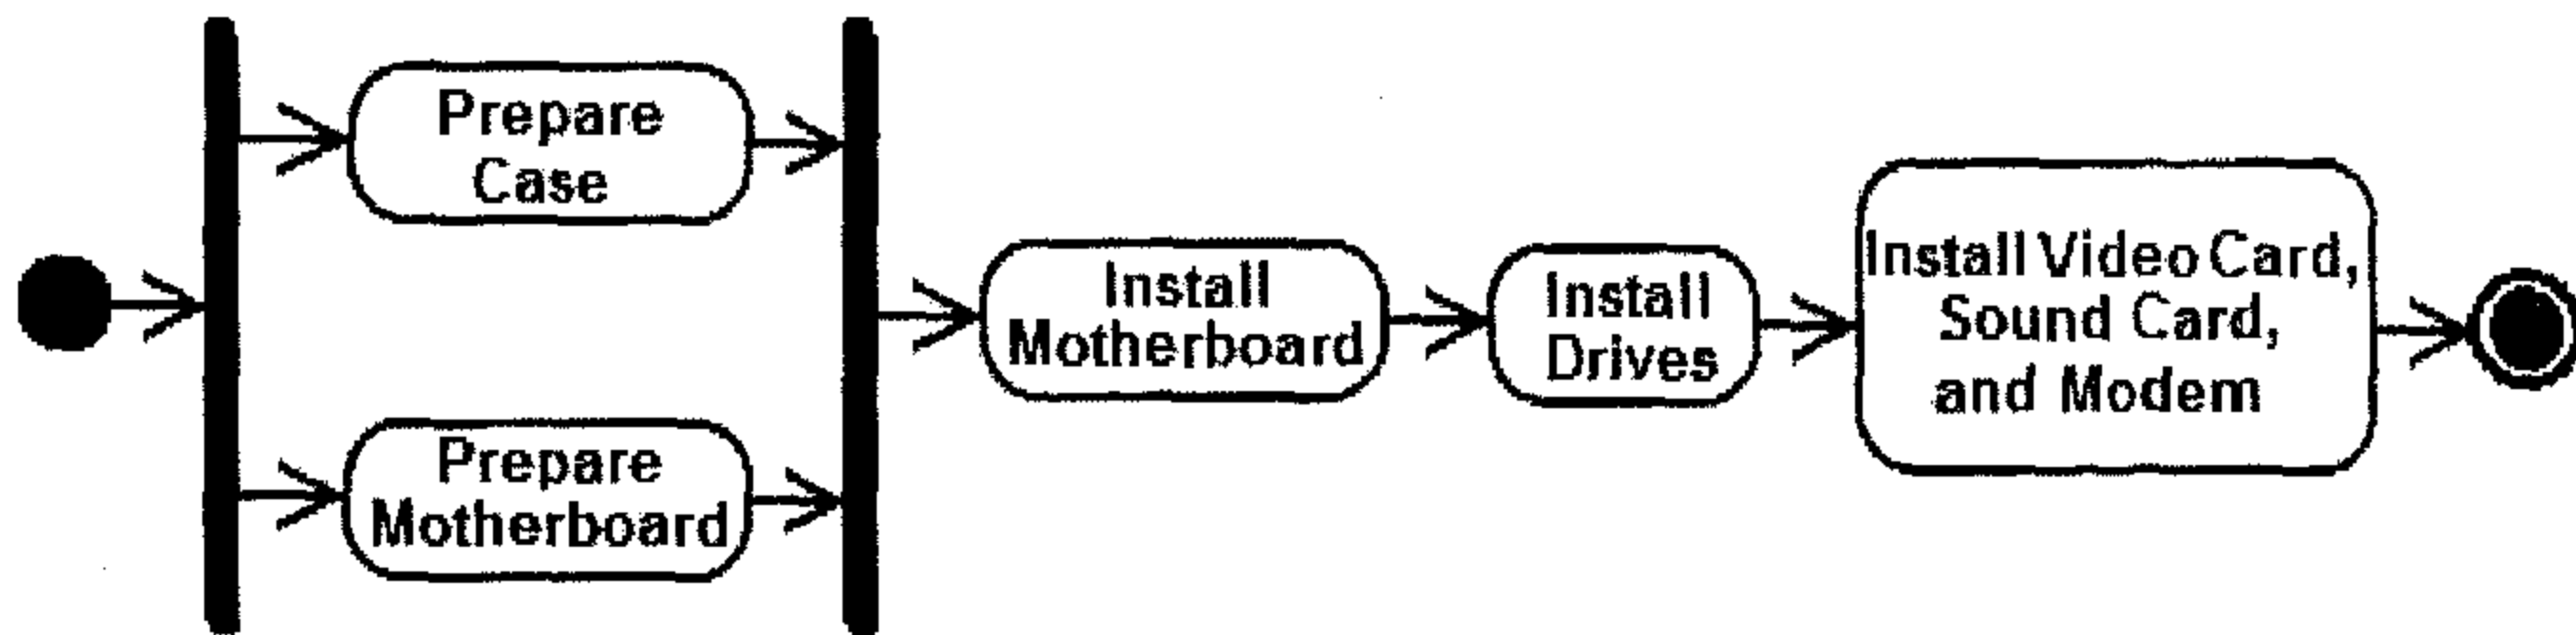 Prepare
Case
Prepare
Motherboard
Install
Motherboard
Install
Drives
Install Video Card,
Sound Card,
and Modem